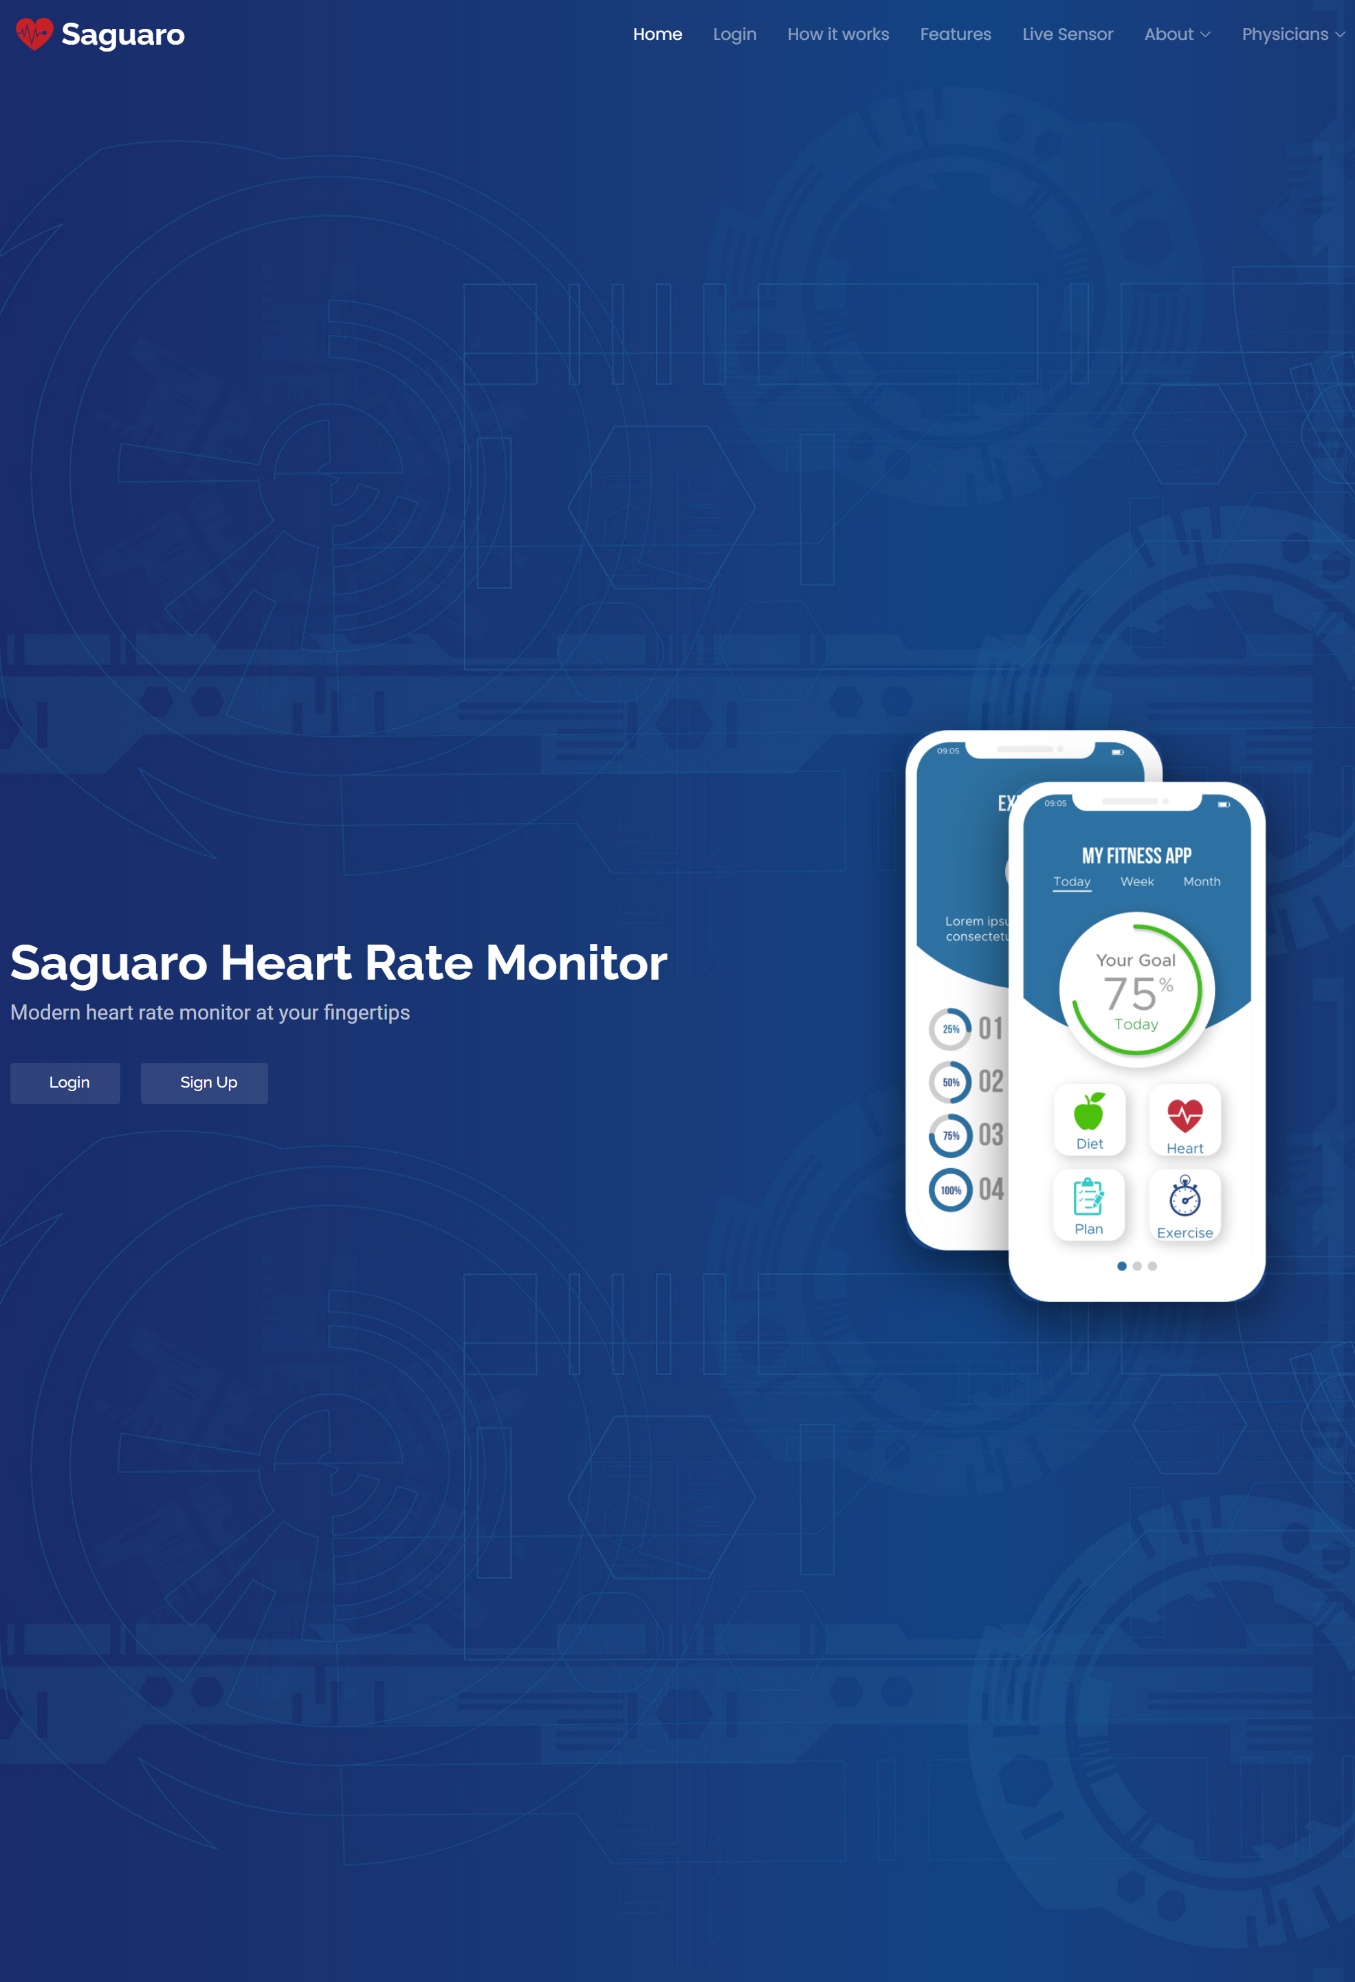 Saguaro
Home Login How it works Features Live Sensor About Physicians
Saguaro Heart Rate Monitor
Modern heart rate monitor at your fingertips
Login Sign Up
09:05
Lorem
25% 01
50% 02
75% 03
100% 04
09:05
MY FITNESS APP
Today Week Month
Your Goal
75%
Today
Diet Heart
Plan Exercise